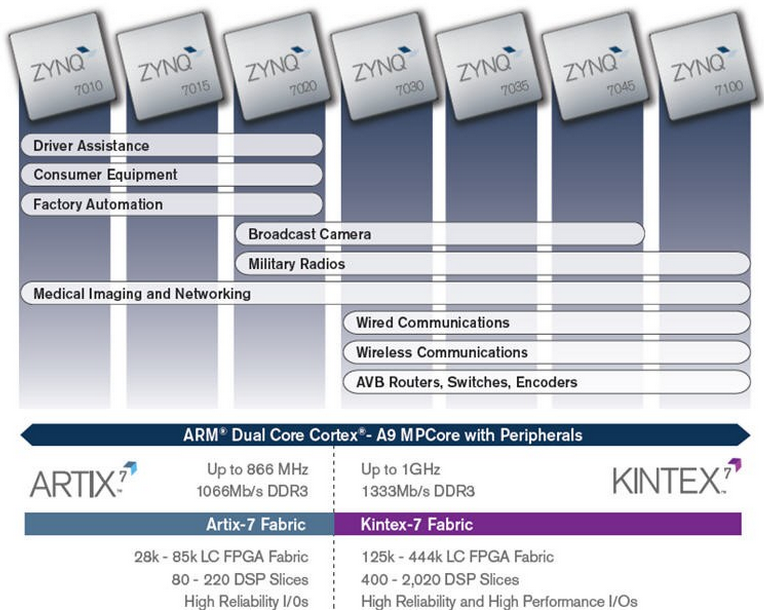 ZYNQ 7010
ZYNQ 7015
ZYNQ 7020
ZYNQ 7030
ZYNQ 7035
ZYNQ 7045
ZYNQ 7100
Driver Assistance
Consumer Equipment
Factory Automation
Broadcast Camera
Military Radios
Medical Imaging and Networking
Wired Communications
Wireless Communications
AVB Routers, Switches, Encoders
ARM® Dual Core Cortex®- A9 MPCore with Peripherals
ARTIX7™
Up to 866 MHz
1066Mb/s DDR3
Up to 1GHz
1333Mb/s DDR3
KINTEX7™
Artix-7 Fabric
Kintex-7 Fabric
28k - 85k LC FPGA Fabric
80 - 220 DSP Slices
High Reliability I/0s
125k - 444k LC FPGA Fabric
400 - 2,020 DSP Slices
High Reliability and High Performance I/Os